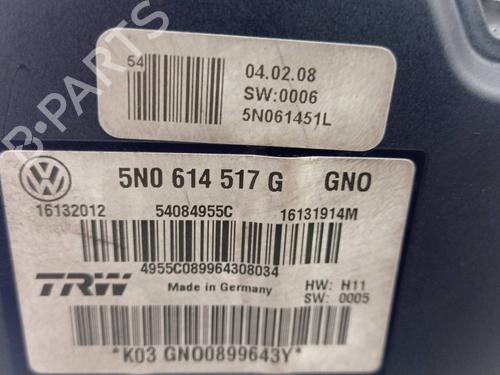 54
04.02.08
SW:0006
5N061451L
5N0 614 517 G GNO
16132012 54084955C 16131914M
4955C089964308034
TRW
Made in Germany
HW: H11
SW: 0005
*K03 GNO0899643Y*
B-PARTS